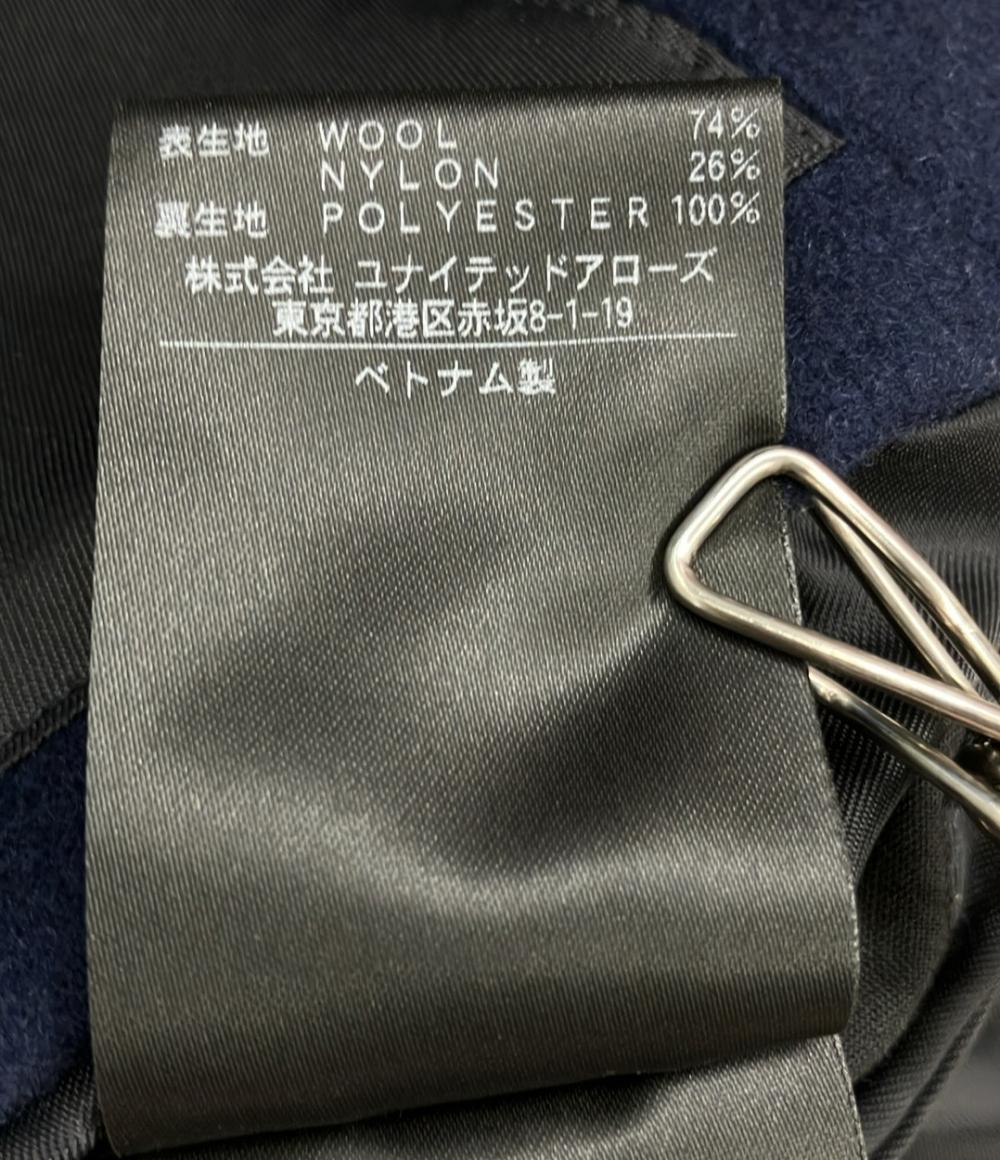 表生地 WOOL 74%
NYLON 26%
裏生地 POLYESTER 100%
株式会社 ユナイテッドアローズ
東京都港区赤坂8-1-19
ベトナム製